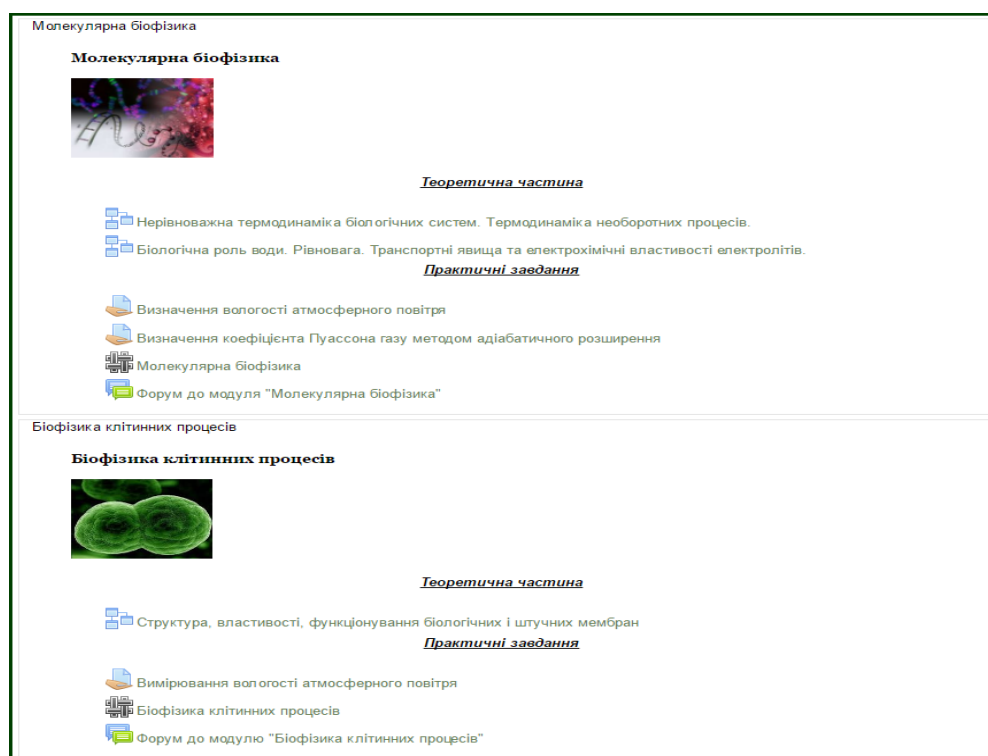 Молекулярна біофізика
Молекулярна біофізика
Теоретична частина
Нерівноважна термодинаміка біологічних систем. Термодинаміка необоротних процесів.
Біологічна роль води. Рівновага. Транспортні явища та електрохімічні властивості електролітів.
Практичні завдання
Визначення вологості атмосферного повітря
Визначення коефіцієнта Пуассона газу методом адіабатичного розширення
Молекулярна біофізика
Форум до модуля "Молекулярна біофізика"
Біофізика клітинних процесів
Біофізика клітинних процесів
Теоретична частина
Структура, властивості, функціонування біологічних і штучних мембран
Практичні завдання
Вимірювання вологості атмосферного повітря
Біофізика клітинних процесів
Форум до модулю "Біофізика клітинних процесів"